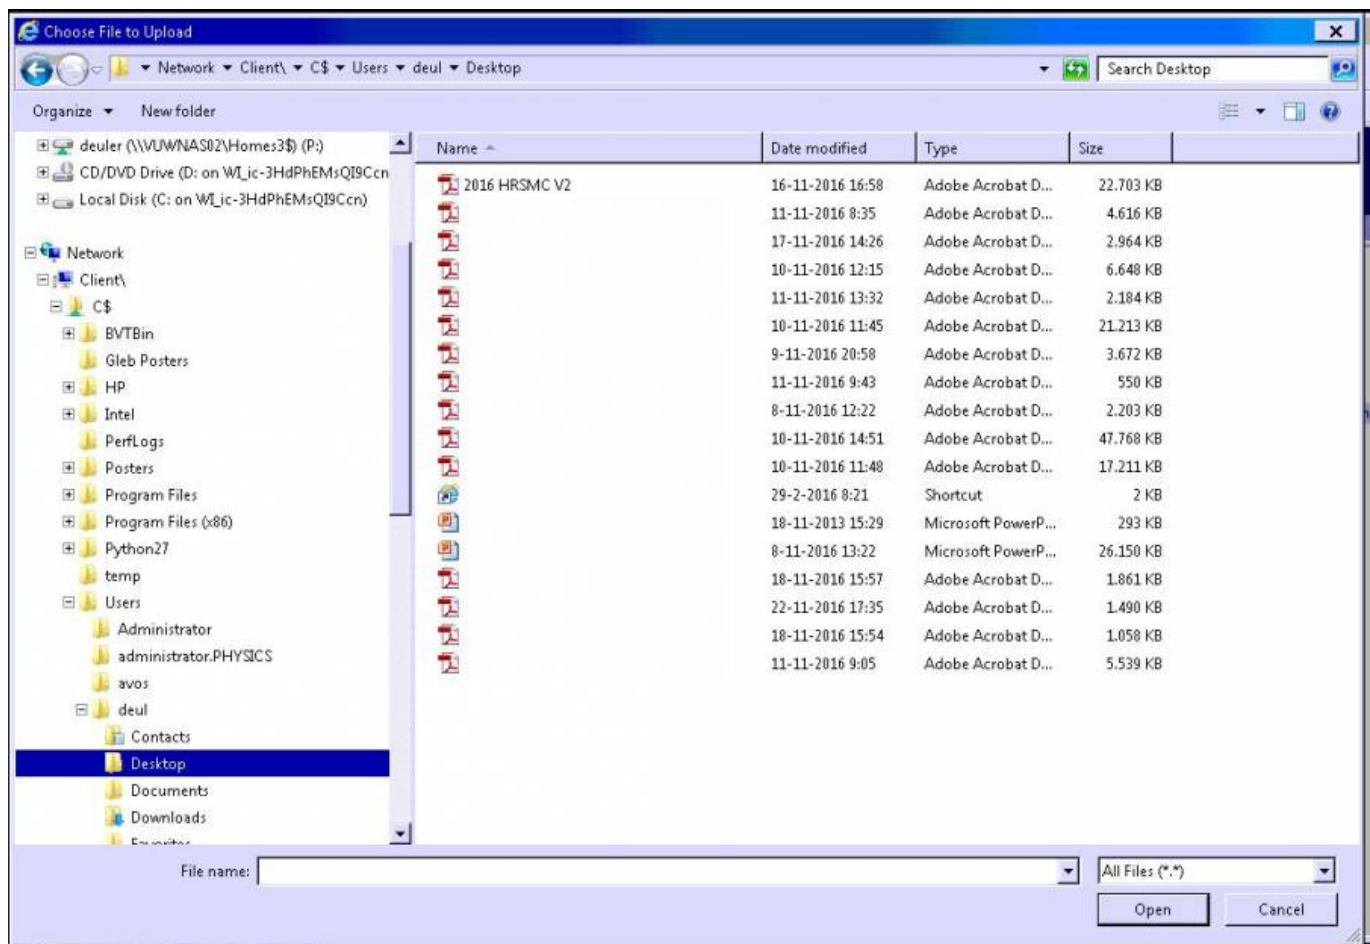 Choose File to Upload
Network Client\ C$ Users deul Desktop
Search Desktop
Organize New folder
deuler (\\VUWNAS02\Homes3$) (P:)
CD/DVD Drive (D: on WI_ic-3HdPhEMsQI9Ccn
Local Disk (C: on WI_ic-3HdPhEMsQI9Ccn)
Network
Client\
C$
BVTBin
Gleb Posters
HP
Intel
PerfLogs
Posters
Program Files
Program Files (x86)
Python27
temp
Users
Administrator
administrator.PHYSICS
avos
deul
Contacts
Desktop
Documents
Downloads
Favorites
Name Date modified Type Size
2016 HRSMC V2 16-11-2016 16:58 Adobe Acrobat D... 22.703 KB
11-11-2016 8:35 Adobe Acrobat D... 4.616 KB
17-11-2016 14:26 Adobe Acrobat D... 2.964 KB
10-11-2016 12:15 Adobe Acrobat D... 6.648 KB
11-11-2016 13:32 Adobe Acrobat D... 2.184 KB
10-11-2016 11:45 Adobe Acrobat D... 21.213 KB
9-11-2016 20:58 Adobe Acrobat D... 3.672 KB
11-11-2016 9:43 Adobe Acrobat D... 550 KB
8-11-2016 12:22 Adobe Acrobat D... 2.203 KB
10-11-2016 14:51 Adobe Acrobat D... 47.768 KB
10-11-2016 11:48 Adobe Acrobat D... 17.211 KB
29-2-2016 8:21 Shortcut 2 KB
18-11-2013 15:29 Microsoft PowerP... 293 KB
8-11-2016 13:22 Microsoft PowerP... 26.150 KB
18-11-2016 15:57 Adobe Acrobat D... 1.861 KB
22-11-2016 17:35 Adobe Acrobat D... 1.490 KB
18-11-2016 15:54 Adobe Acrobat D... 1.058 KB
11-11-2016 9:05 Adobe Acrobat D... 5.539 KB
File name:
All Files (*.*)
Open Cancel